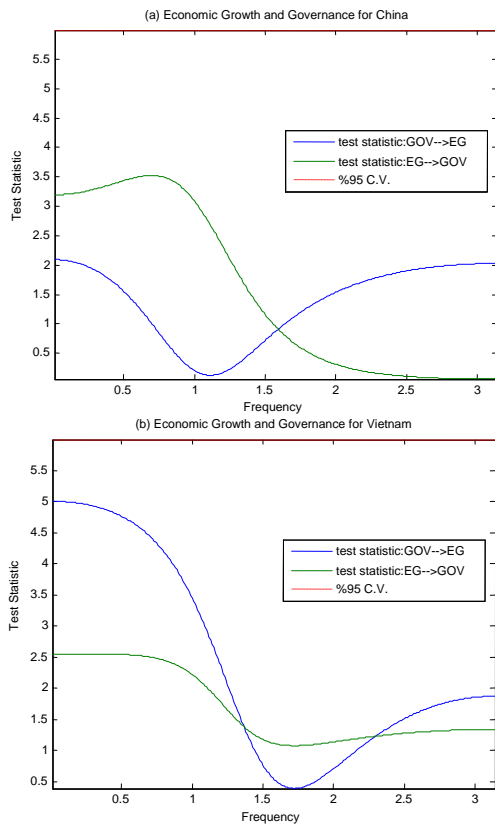 (a) Economic Growth and Governance for China
5.5
5
4.5
4
3.5
3
2.5
2
1.5
1
0.5
Test Statistic
test statistic:GOV-->EG
test statistic:EG-->GOV
%95 C.V.
0.5 1 1.5 2 2.5 3
Frequency
(b) Economic Growth and Governance for Vietnam
5.5
5
4.5
4
3.5
3
2.5
2
1.5
1
0.5
Test Statistic
test statistic:GOV-->EG
test statistic:EG-->GOV
%95 C.V.
0.5 1 1.5 2 2.5 3
Frequency